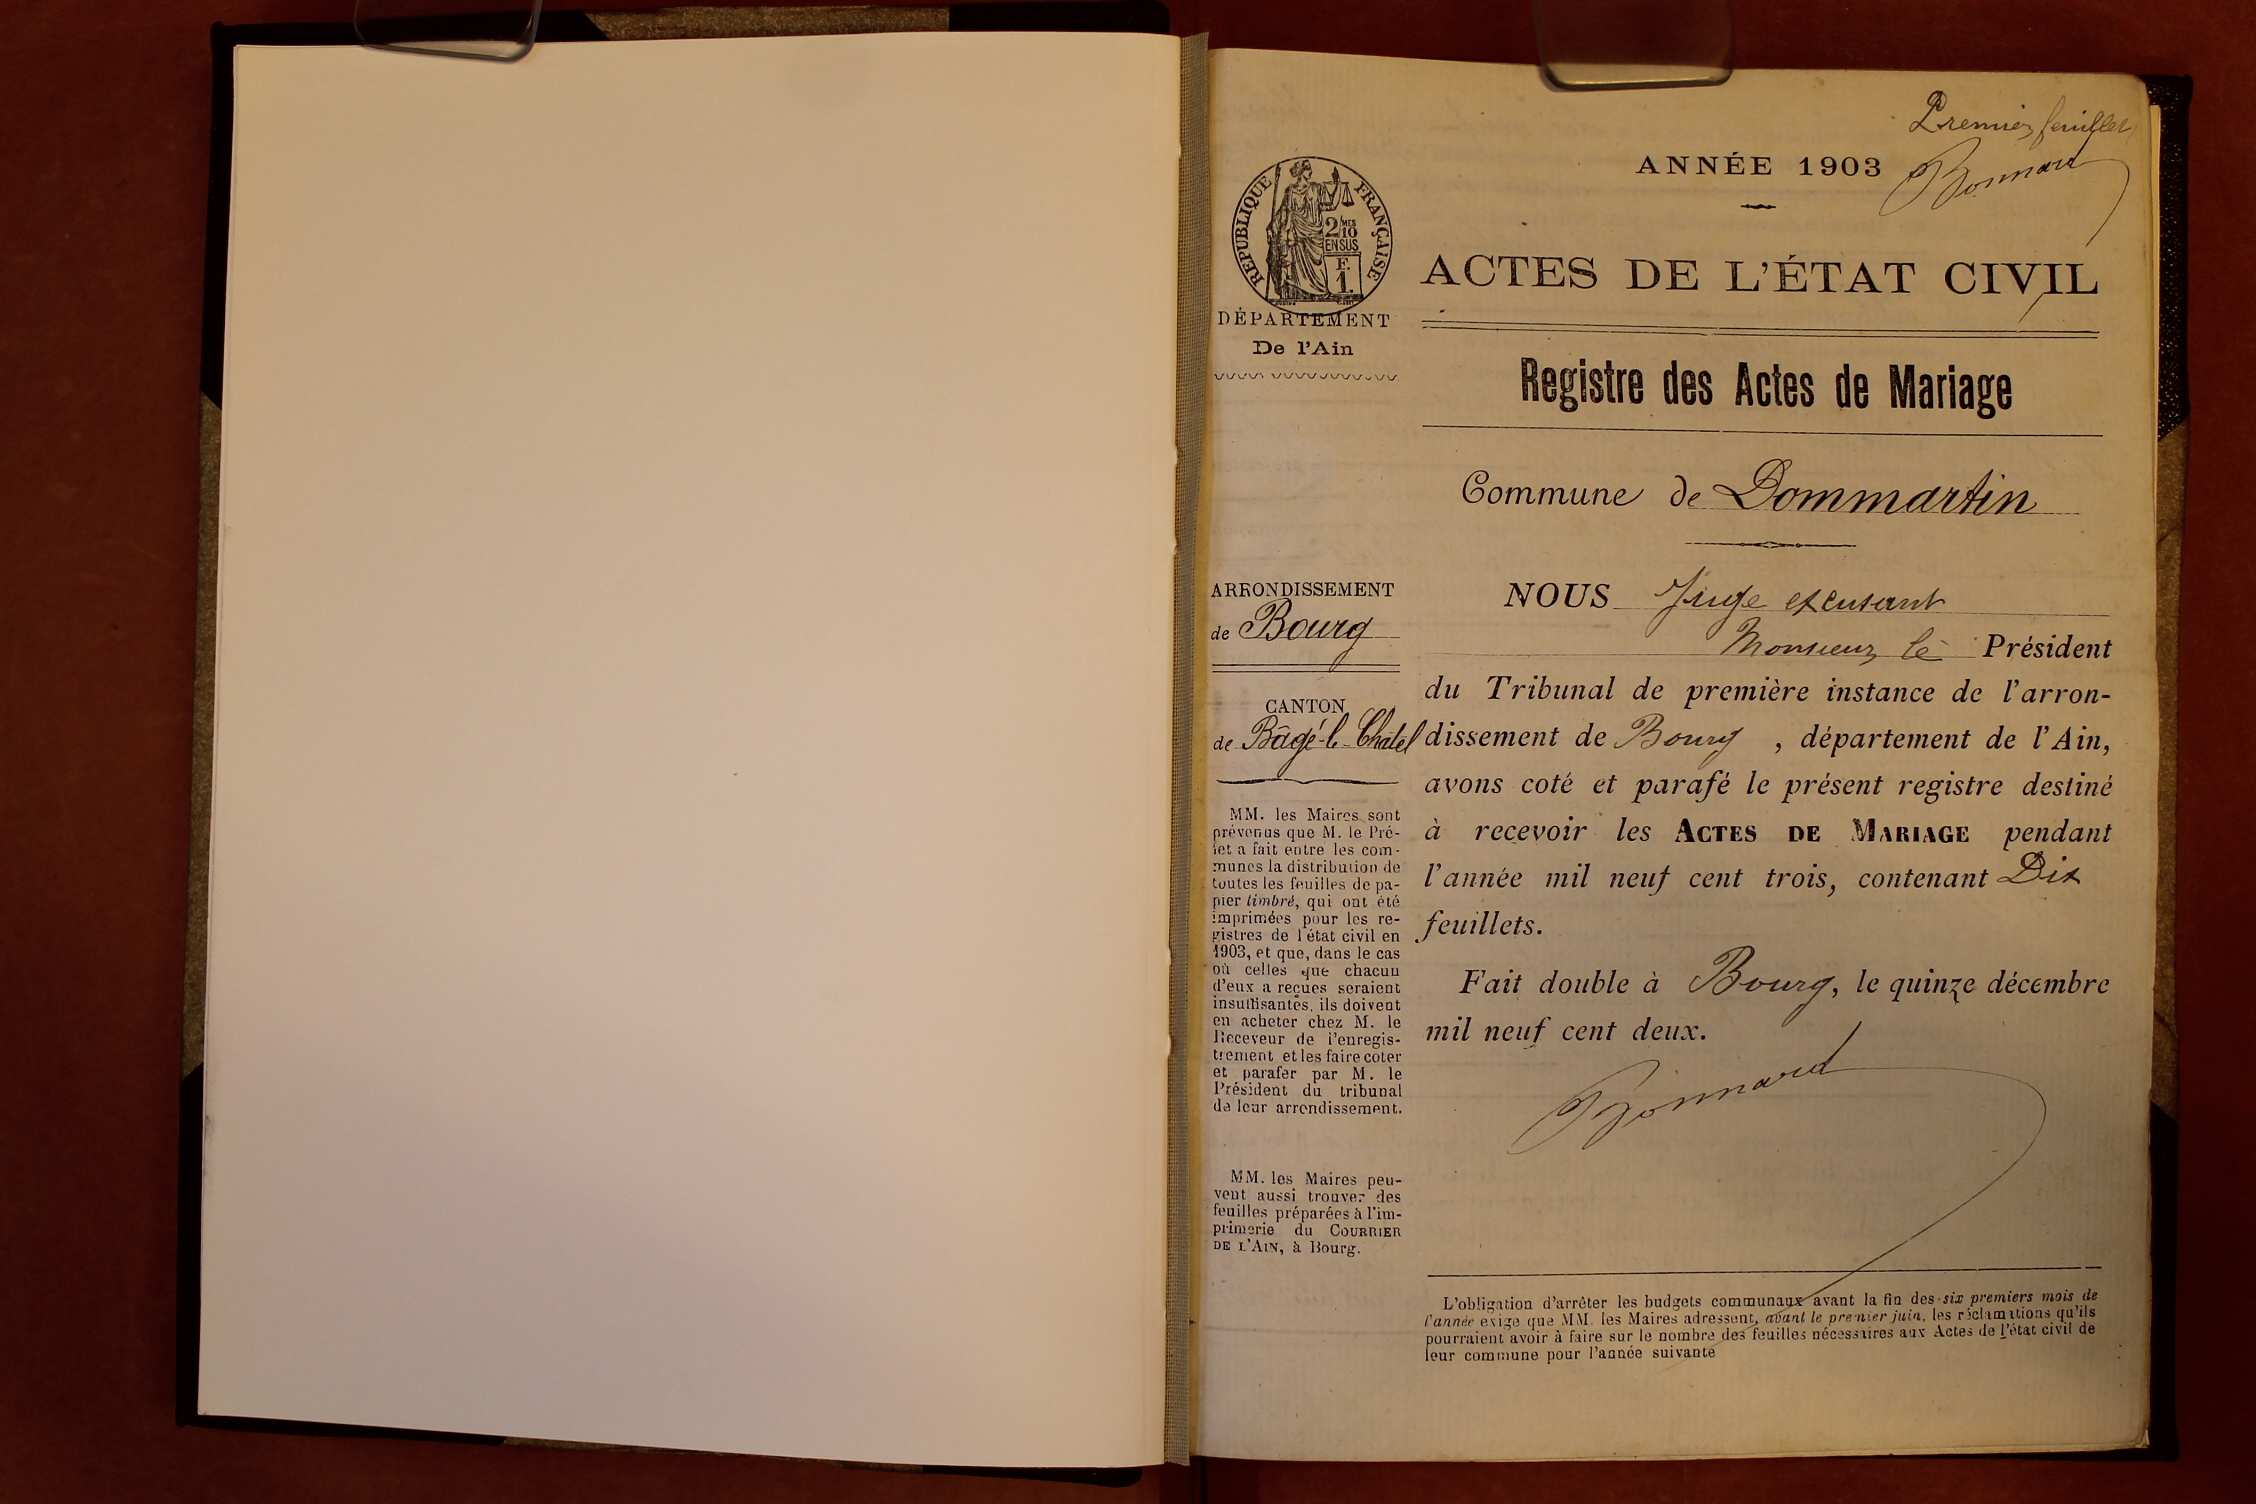 Premier feuillet
Bonnard
ANNÉE 1903
ACTES DE L'ÉTAT CIVIL
RÉPUBLIQUE FRANÇAISE
2/10 MES
EN SUS
F.
1.
DÉPARTEMENT
De l'Ain
Registre des Actes de Mariage
Commune de Dommartin
ARRONDISSEMENT
de Bourg
CANTON
de Bâgé-le-Châtel
MM. les Maires sont
prévenus que M. le Pré-
fet a fait entre les com-
munes la distribution de
toutes les feuilles de pa-
pier timbré, qui ont été
imprimées pour les re-
gistres de l'état civil en
1903, et que, dans le cas
où celles que chacun
d'eux a reçues seraient
insuffisantes, ils doivent
en acheter chez M. le
Receveur de l'enregis-
trement et les faire coter
et parafer par M. le
Président du tribunal
de leur arrondissement.
MM. les Maires peu-
vent aussi trouver des
feuilles préparées à l'im-
primerie du COURRIER
DE L'AIN, à Bourg.
NOUS Juge excusant
Monsieur le Président
du Tribunal de première instance de l'arron-
dissement de Bourg, département de l'Ain,
avons coté et parafé le présent registre destiné
à recevoir les ACTES DE MARIAGE pendant
l'année mil neuf cent trois, contenant Dix
feuillets.
Fait double à Bourg, le quinze décembre
mil neuf cent deux.
Bonnard
L'obligation d'arrêter les budgets communaux avant la fin des six premiers mois de
l'année exige que MM. les Maires adressent, avant le premier juin, les réclamations qu'ils
pourraient avoir à faire sur le nombre des feuilles nécessaires aux Actes de l'état civil de
leur commune pour l'année suivante